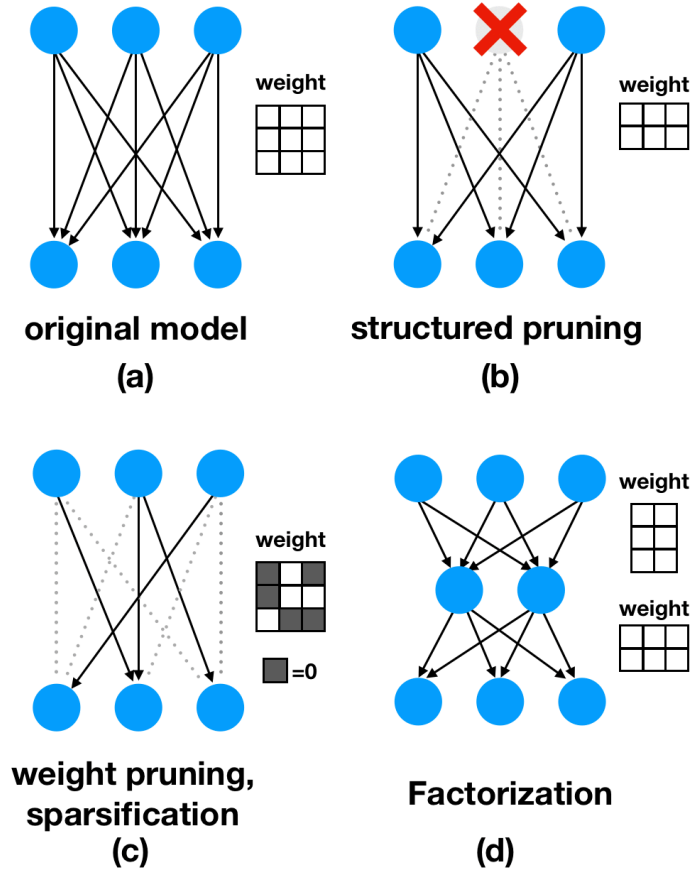 weight
original model
(a)
weight
structured pruning
(b)
weight
=0
weight pruning,
sparsification
(c)
weight
weight
Factorization
(d)